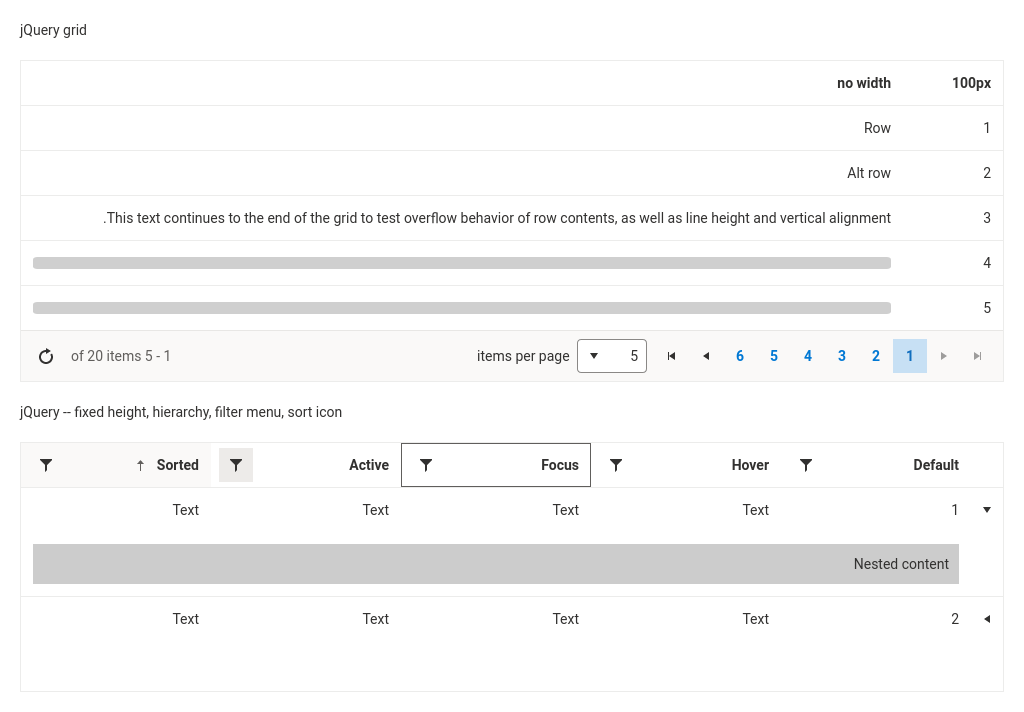 jQuery grid
no width 100px
Row 1
Alt row 2
.This text continues to the end of the grid to test overflow behavior of row contents, as well as line height and vertical alignment 3
4
5
of 20 items 5 - 1 items per page 5 6 5 4 3 2 1
jQuery -- fixed height, hierarchy, filter menu, sort icon
Sorted Active Focus Hover Default
Text Text Text Text 1
Nested content
Text Text Text Text 2